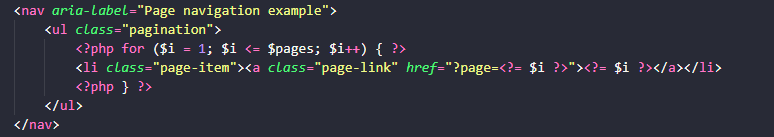 <nav aria-label="Page navigation example">
<ul class="pagination">
<?php for ($i = 1; $i <= $pages; $i++) { ?>
<li class="page-item"><a class="page-link" href="?page=<?= $i ?>"><?= $i ?></a></li>
<?php } ?>
</ul>
</nav>